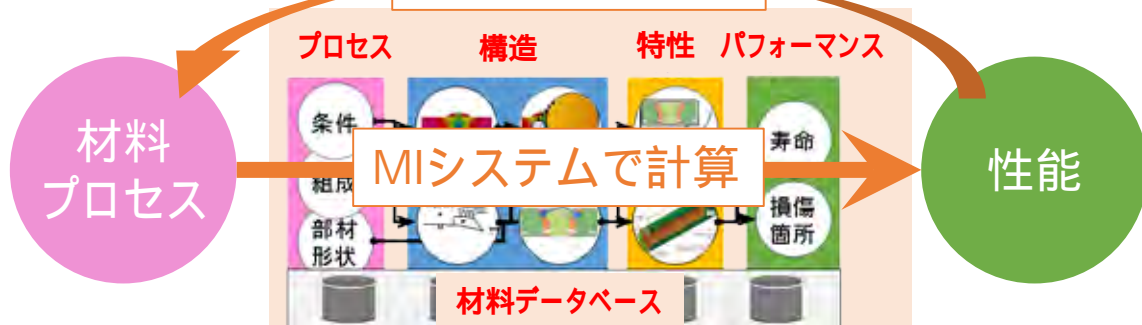 プロセス 構造 特性 パフォーマンス
材料
プロセス
条件
組成
部材
形状
MIシステムで計算
寿命
損傷
箇所
性能
材料データベース